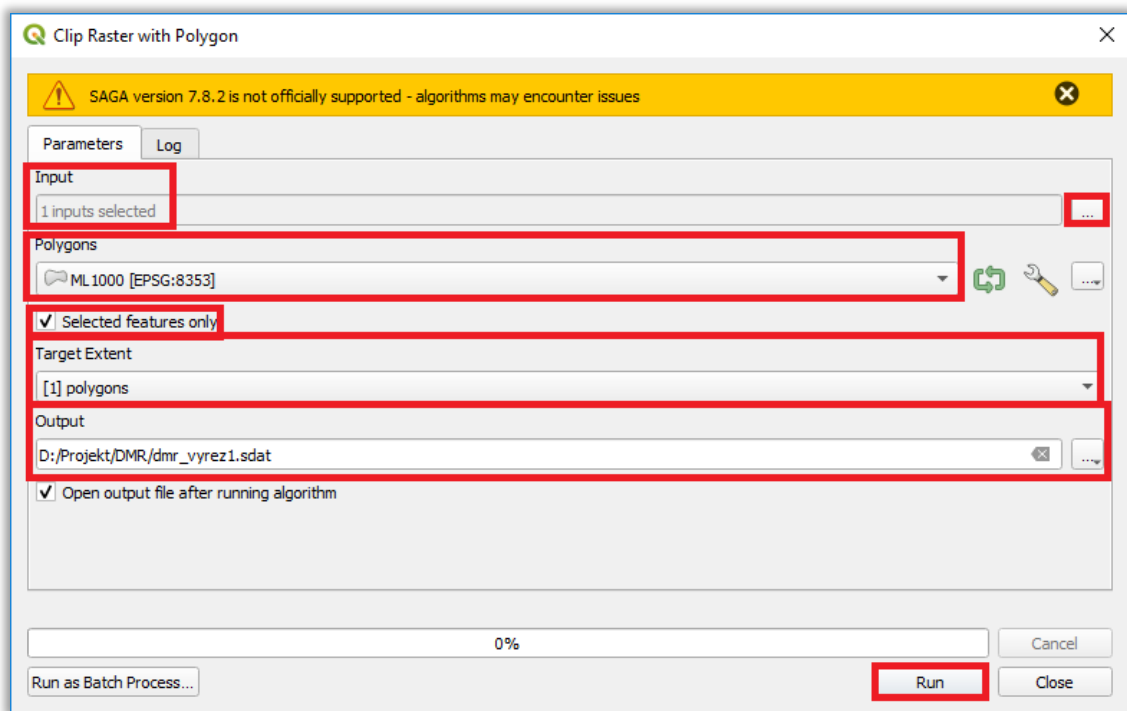 Clip Raster with Polygon
SAGA version 7.8.2 is not officially supported - algorithms may encounter issues
Parameters
Log
Input
1 inputs selected
...
Polygons
ML1000 [EPSG:8353]
...
Selected features only
Target Extent
[1] polygons
Output
D:/Projekt/DMR/dmr_vyrez1.sdat
...
Open output file after running algorithm
0%
Cancel
Run as Batch Process...
Run
Close